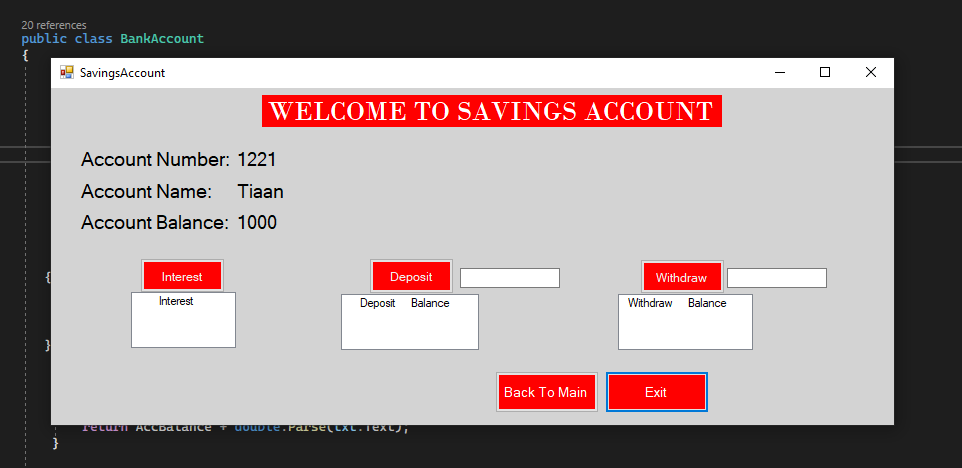 20 references
public class BankAccount
{
SavingsAccount
WELCOME TO SAVINGS ACCOUNT
Account Number: 1221
Account Name: Tiaan
Account Balance: 1000
{
Interest Deposit Withdraw
Interest Deposit Balance Withdraw Balance
}
Back To Main Exit
return AccBalance + double.Parse(txt.Text);
}